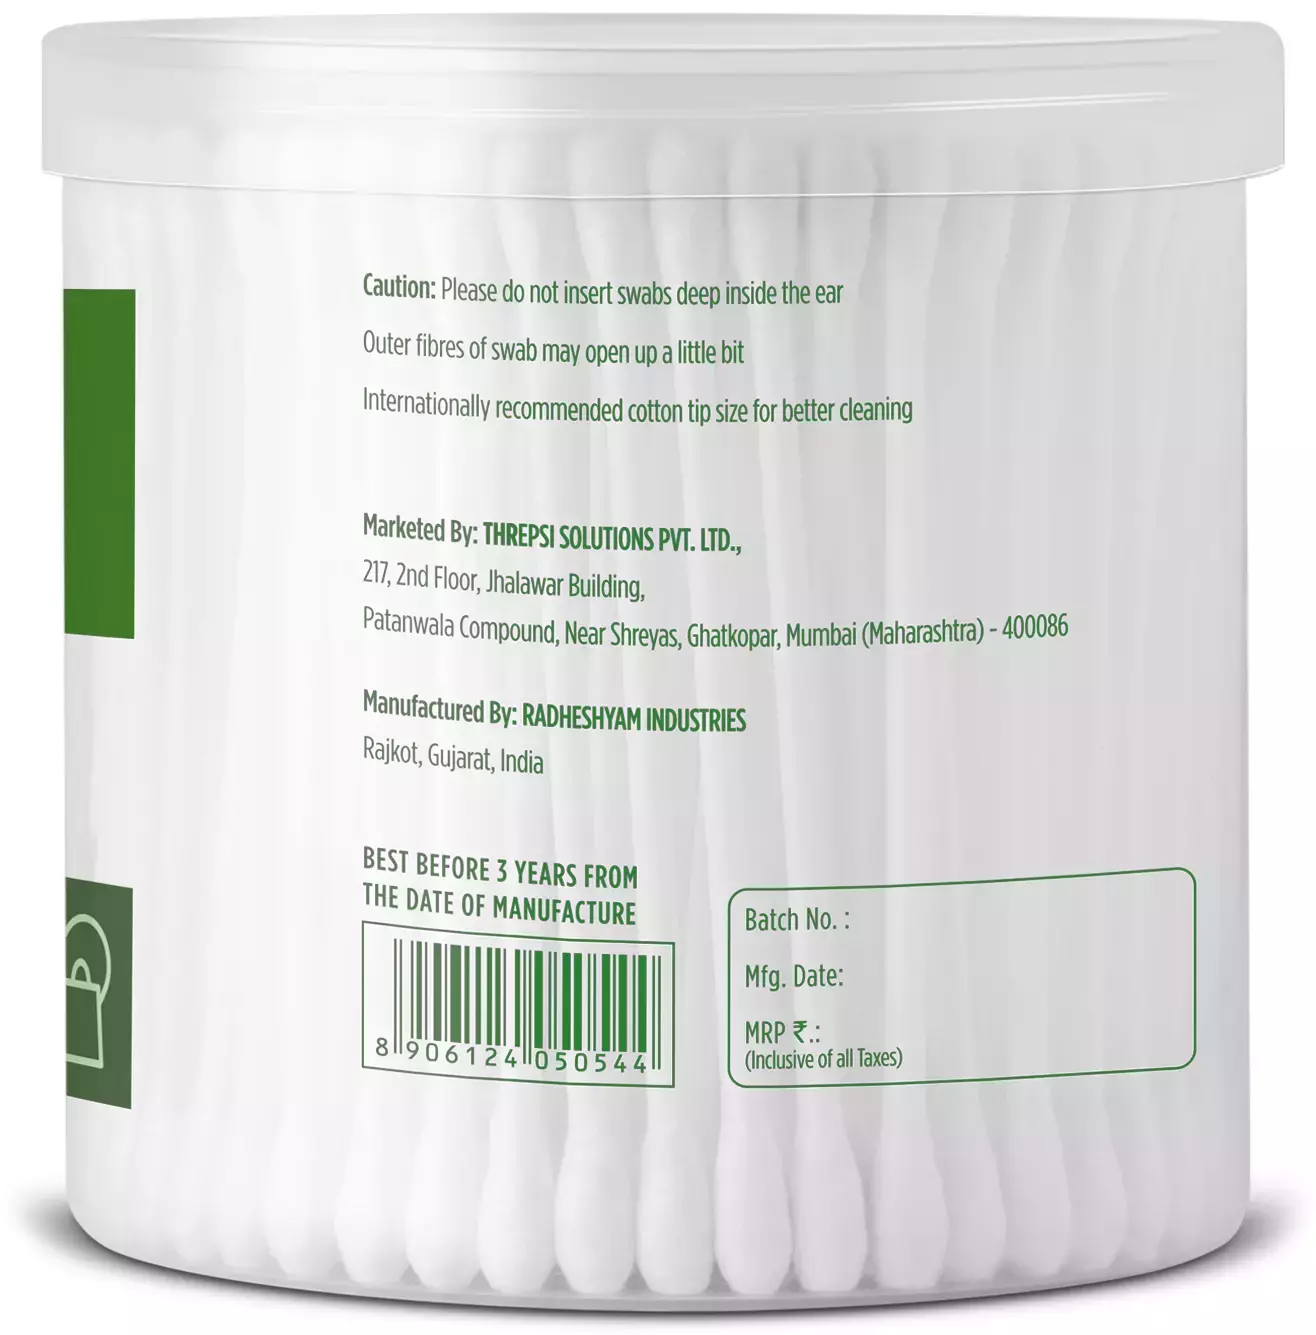 Caution: Please do not insert swabs deep inside the ear
Outer fibres of swab may open up a little bit
Internationally recommended cotton tip size for better cleaning
Marketed By: THREPSI SOLUTIONS PVT. LTD.,
217, 2nd Floor, Jhalawar Building,
Patanwala Compound, Near Shreyas, Ghatkopar, Mumbai (Maharashtra) - 400086
Manufactured By: RADHESHYAM INDUSTRIES
Rajkot, Gujarat, India
BEST BEFORE 3 YEARS FROM
THE DATE OF MANUFACTURE
8 906124 050544
Batch No. :
Mfg. Date:
MRP ₹.:
(Inclusive of all Taxes)